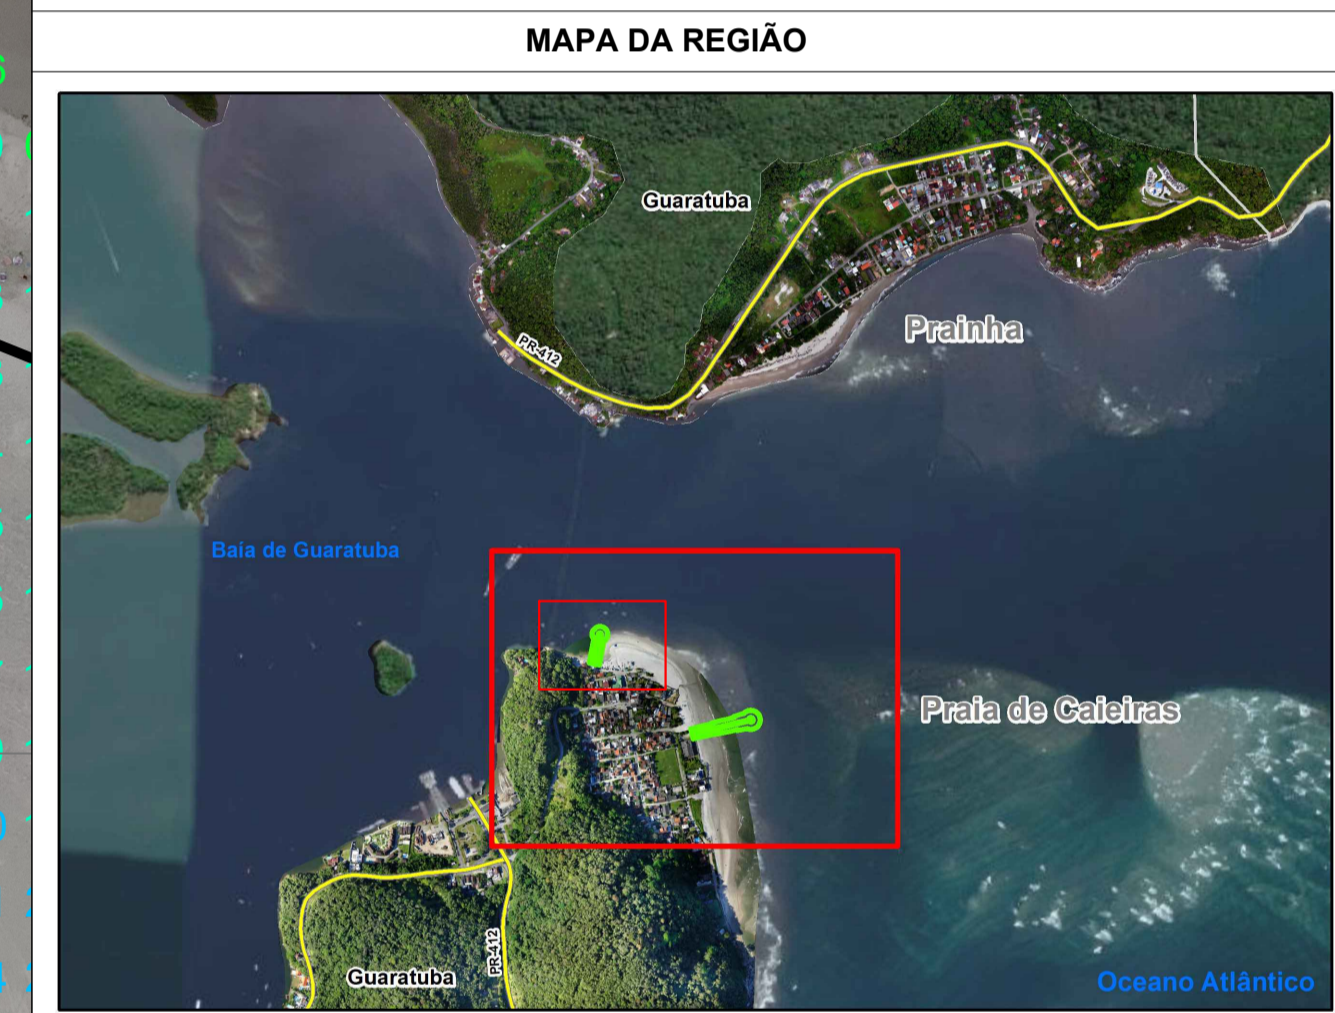 MAPA DA REGIÃO
Guaratuba
Prainha
PR-412
Baía de Guaratuba
Praia de Caieiras
PR-412
Guaratuba
Oceano Atlântico